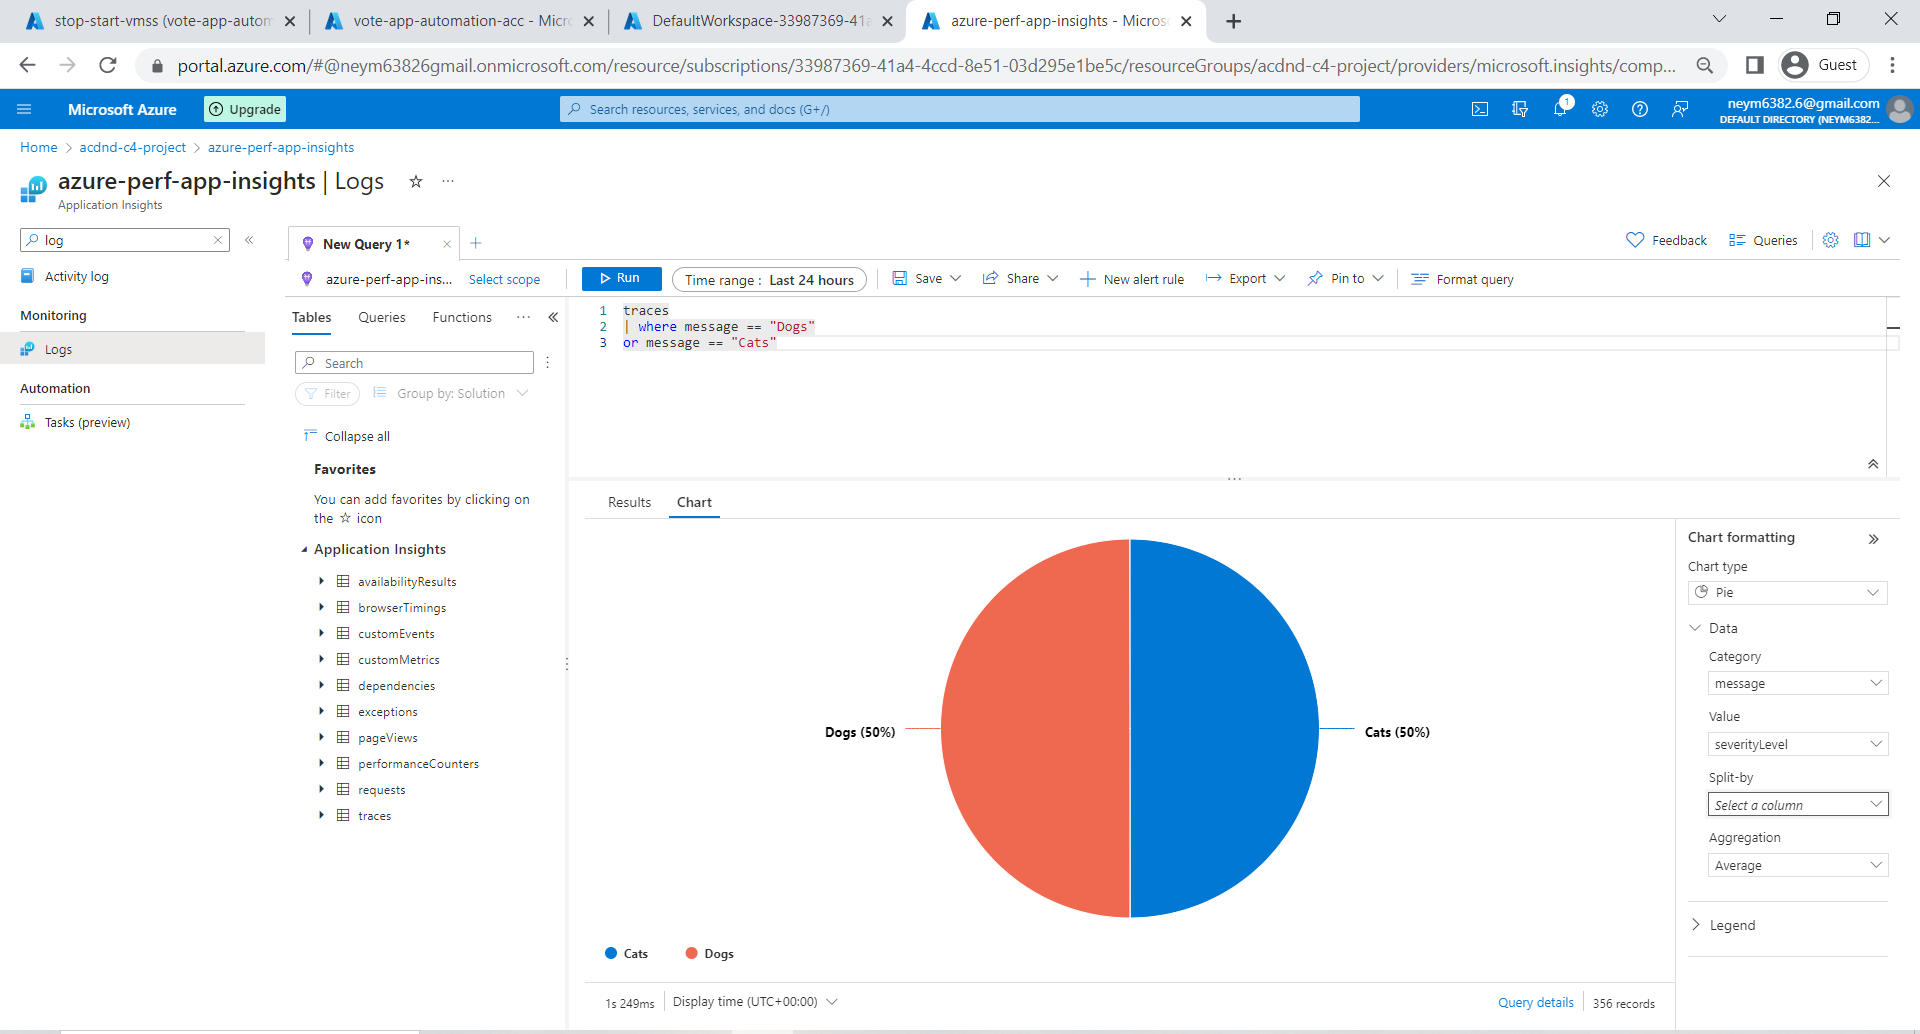 stop-start-vmss (vote-app-autom
vote-app-automation-acc - Micro
DefaultWorkspace-33987369-41a
azure-perf-app-insights - Microso
portal.azure.com/#@neym63826gmail.onmicrosoft.com/resource/subscriptions/33987369-41a4-4ccd-8e51-03d295e1be5c/resourceGroups/acdnd-c4-project/providers/microsoft.insights/comp...
Guest
Microsoft Azure
Upgrade
Search resources, services, and docs (G+/)
1
neym6382.6@gmail.com
DEFAULT DIRECTORY (NEYM6382...
Home > acdnd-c4-project > azure-perf-app-insights
azure-perf-app-insights | Logs
Application Insights
log
Activity log
Monitoring
Logs
Automation
Tasks (preview)
New Query 1*
Feedback
Queries
azure-perf-app-ins...
Select scope
Run
Time range : Last 24 hours
Save
Share
New alert rule
Export
Pin to
Format query
Tables
Queries
Functions
Search
Filter
Group by: Solution
Collapse all
Favorites
You can add favorites by clicking on
the ☆ icon
Application Insights
availabilityResults
browserTimings
customEvents
customMetrics
dependencies
exceptions
pageViews
performanceCounters
requests
traces
1 traces
2 | where message == "Dogs"
3 or message == "Cats"
Results
Chart
Dogs (50%)
Cats (50%)
Cats
Dogs
1s 249ms
Display time (UTC+00:00)
Query details
356 records
Chart formatting
Chart type
Pie
Data
Category
message
Value
severityLevel
Split-by
Select a column
Aggregation
Average
Legend